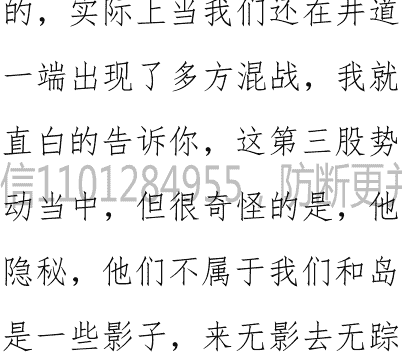 的，实际上当我们还在井道
一端出现了多方混战，我就
直白的告诉你，这第三股势
信1101284955，防断更并
动当中，但很奇怪的是，他
隐秘，他们不属于我们和岛
是一些影子，来无影去无踪